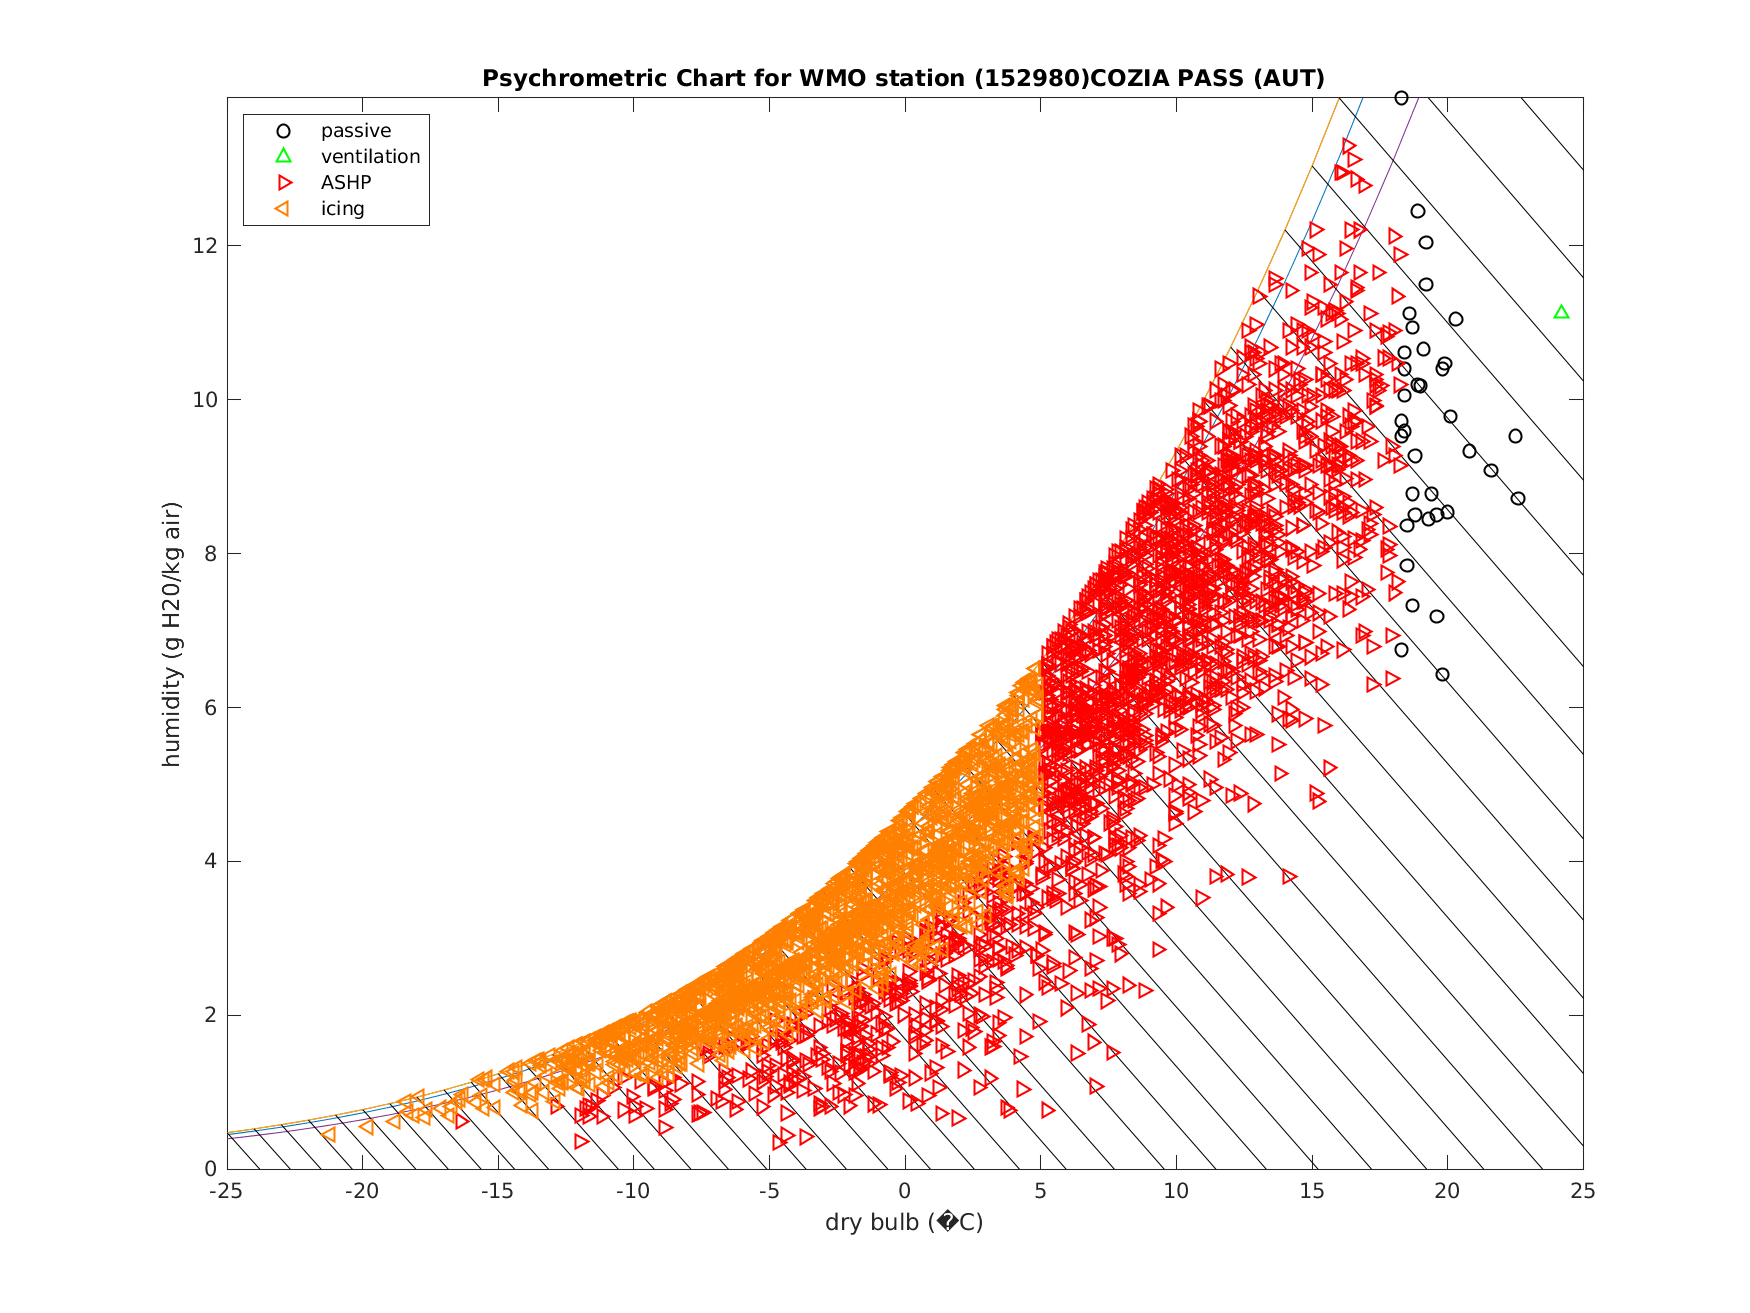 Psychrometric Chart for WMO station (152980)COZIA PASS (AUT)
passive
ventilation
ASHP
icing
humidity (g H20/kg air)
12
10
8
6
4
2
0
-25 -20 -15 -10 -5 0 5 10 15 20 25
dry bulb (�C)